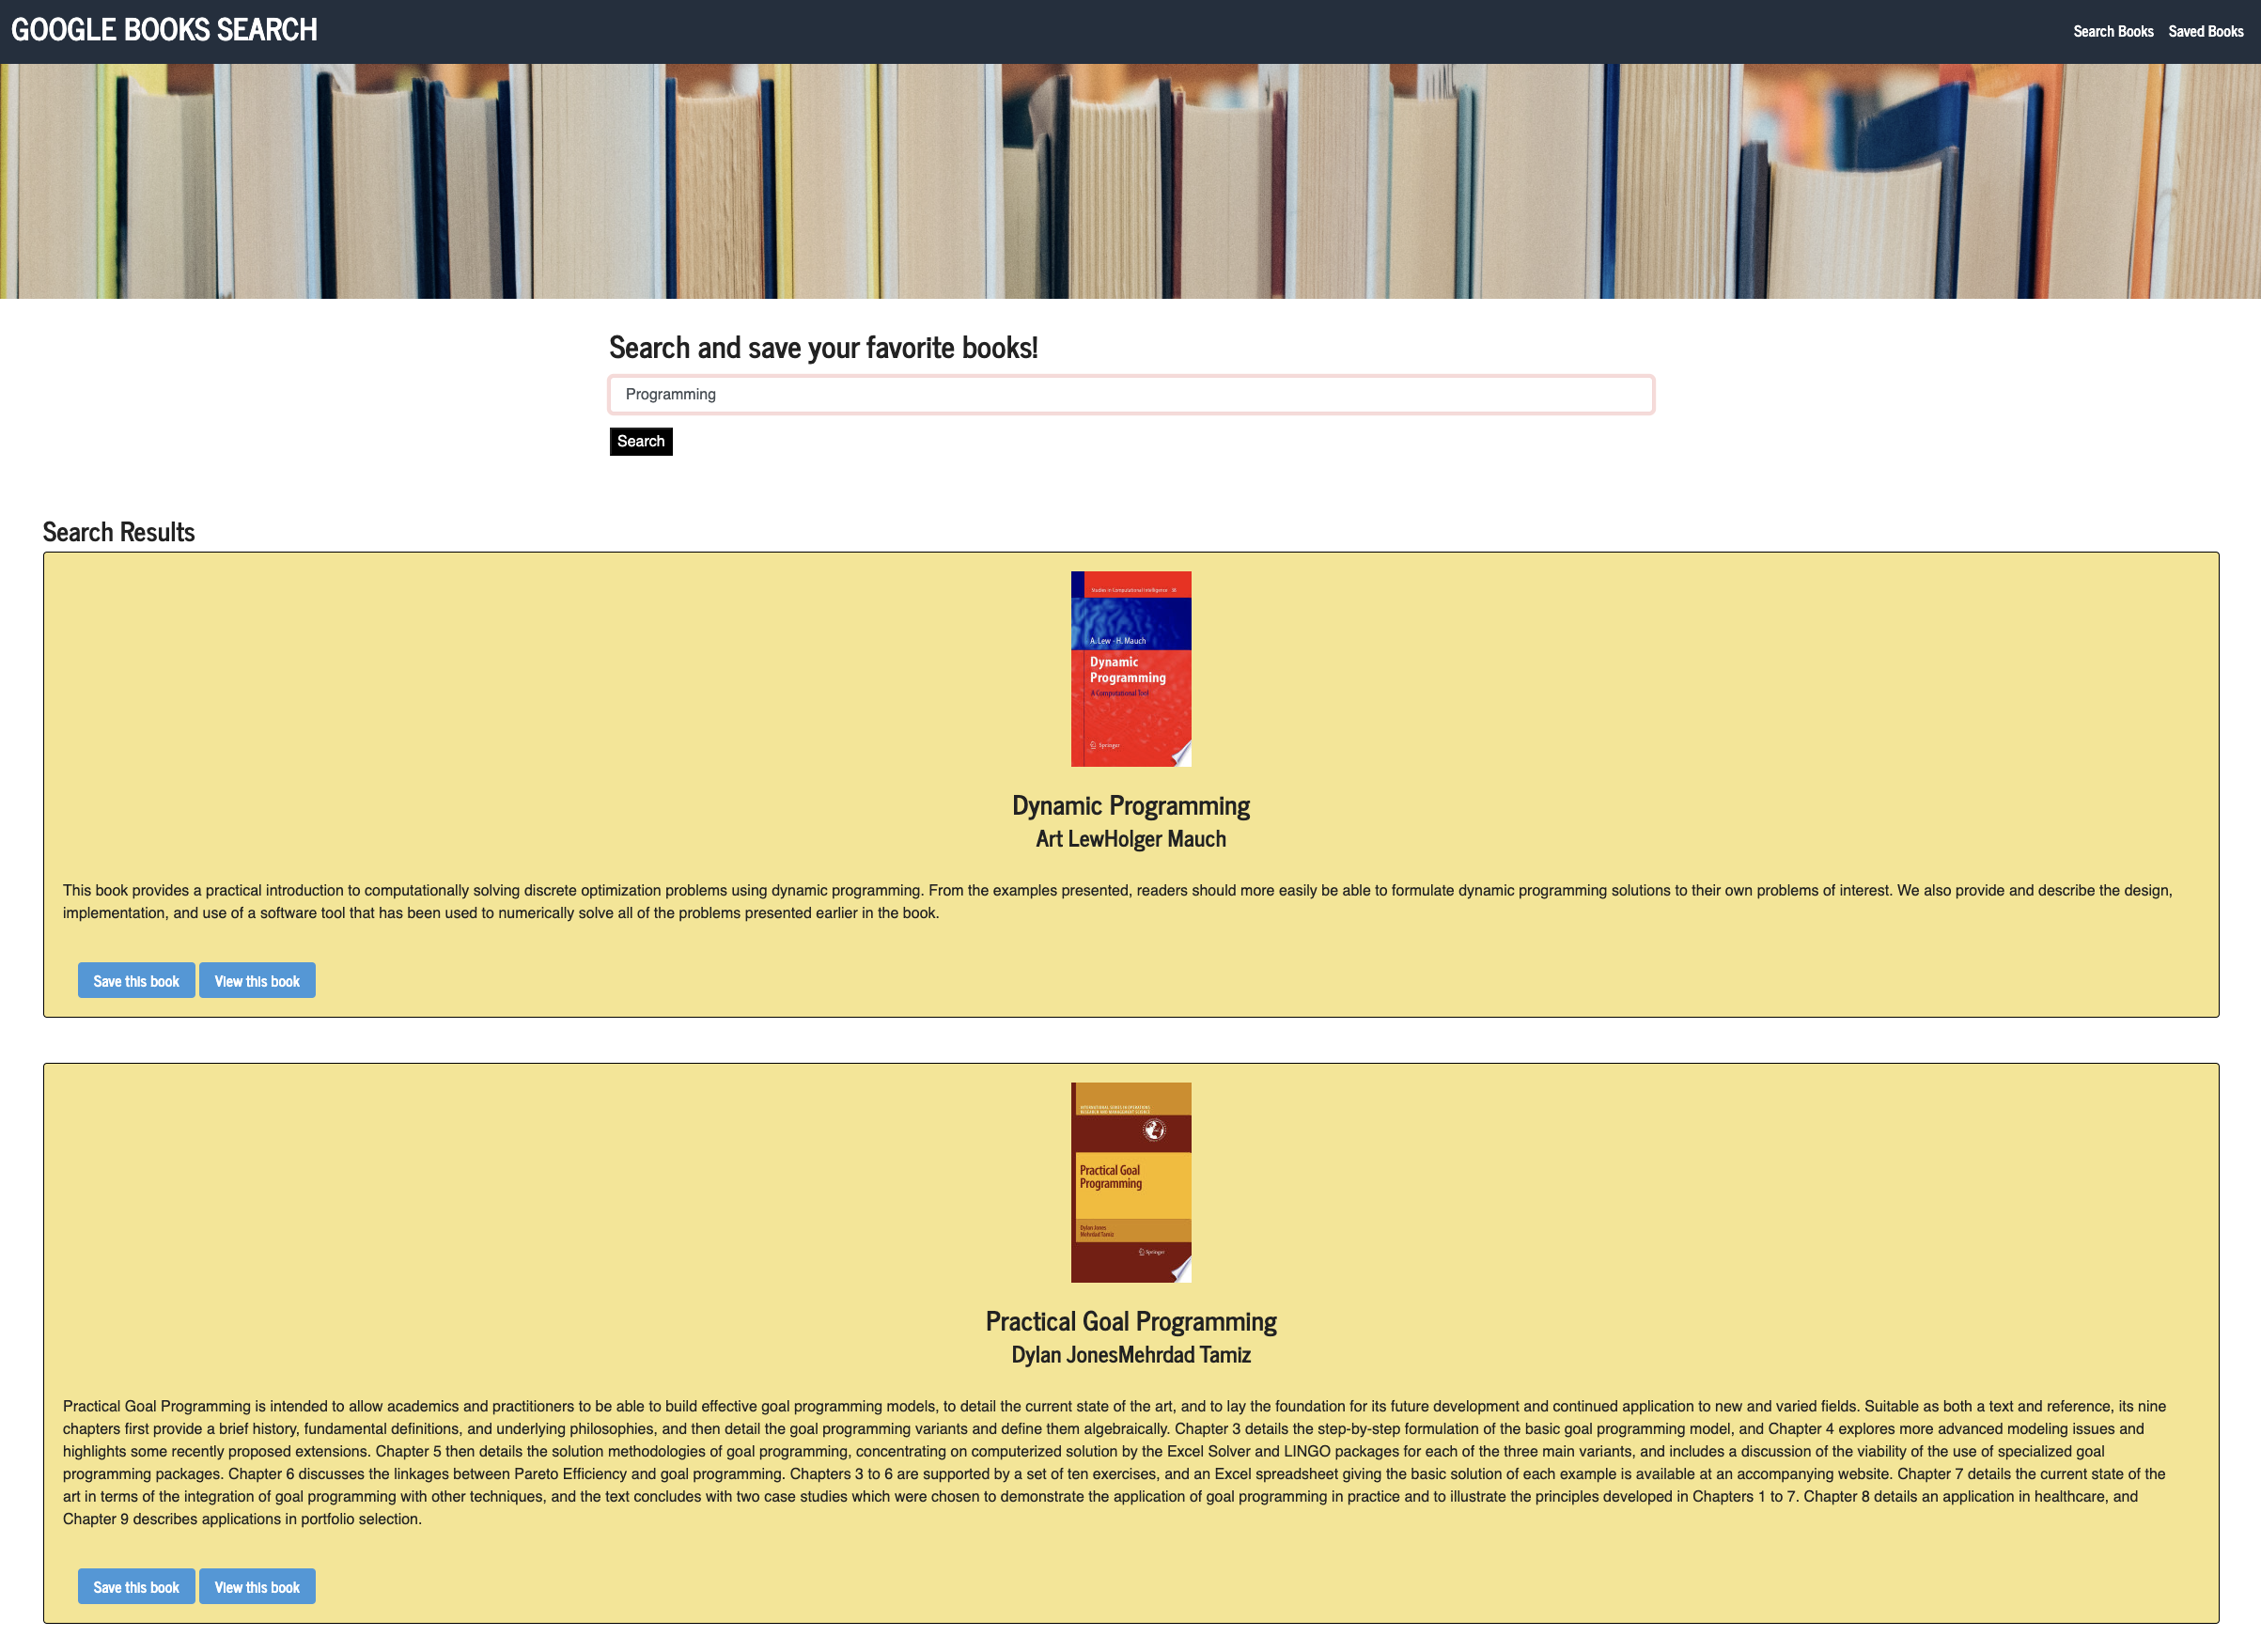 GOOGLE BOOKS SEARCH
Search Books Saved Books
Search and save your favorite books!
Programming
Search
Search Results
Studies in Computational Intelligence 38
A. Lew · H. Mauch
Dynamic
Programming
A Computational Tool
Springer
Dynamic Programming
Art LewHolger Mauch
This book provides a practical introduction to computationally solving discrete optimization problems using dynamic programming. From the examples presented, readers should more easily be able to formulate dynamic programming solutions to their own problems of interest. We also provide and describe the design,
implementation, and use of a software tool that has been used to numerically solve all of the problems presented earlier in the book.
Save this book View this book
INTERNATIONAL SERIES IN OPERATIONS
RESEARCH AND MANAGEMENT SCIENCE
Practical Goal
Programming
Dylan Jones
Mehrdad Tamiz
Springer
Practical Goal Programming
Dylan JonesMehrdad Tamiz
Practical Goal Programming is intended to allow academics and practitioners to be able to build effective goal programming models, to detail the current state of the art, and to lay the foundation for its future development and continued application to new and varied fields. Suitable as both a text and reference, its nine
chapters first provide a brief history, fundamental definitions, and underlying philosophies, and then detail the goal programming variants and define them algebraically. Chapter 3 details the step-by-step formulation of the basic goal programming model, and Chapter 4 explores more advanced modeling issues and
highlights some recently proposed extensions. Chapter 5 then details the solution methodologies of goal programming, concentrating on computerized solution by the Excel Solver and LINGO packages for each of the three main variants, and includes a discussion of the viability of the use of specialized goal
programming packages. Chapter 6 discusses the linkages between Pareto Efficiency and goal programming. Chapters 3 to 6 are supported by a set of ten exercises, and an Excel spreadsheet giving the basic solution of each example is available at an accompanying website. Chapter 7 details the current state of the
art in terms of the integration of goal programming with other techniques, and the text concludes with two case studies which were chosen to demonstrate the application of goal programming in practice and to illustrate the principles developed in Chapters 1 to 7. Chapter 8 details an application in healthcare, and
Chapter 9 describes applications in portfolio selection.
Save this book View this book